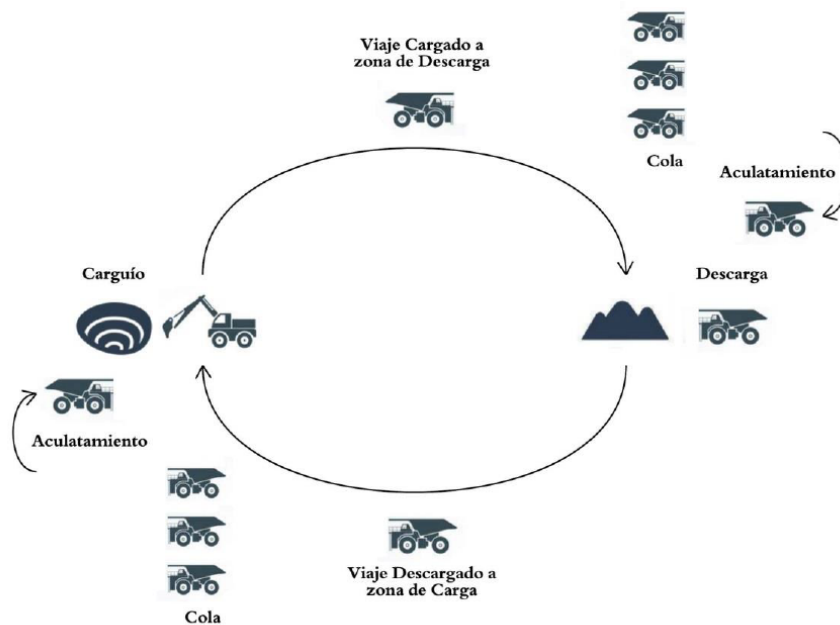 Viaje Cargado a
zona de Descarga
Cola
Aculatamiento
Carguío
Descarga
Aculatamiento
Viaje Descargado a
zona de Carga
Cola